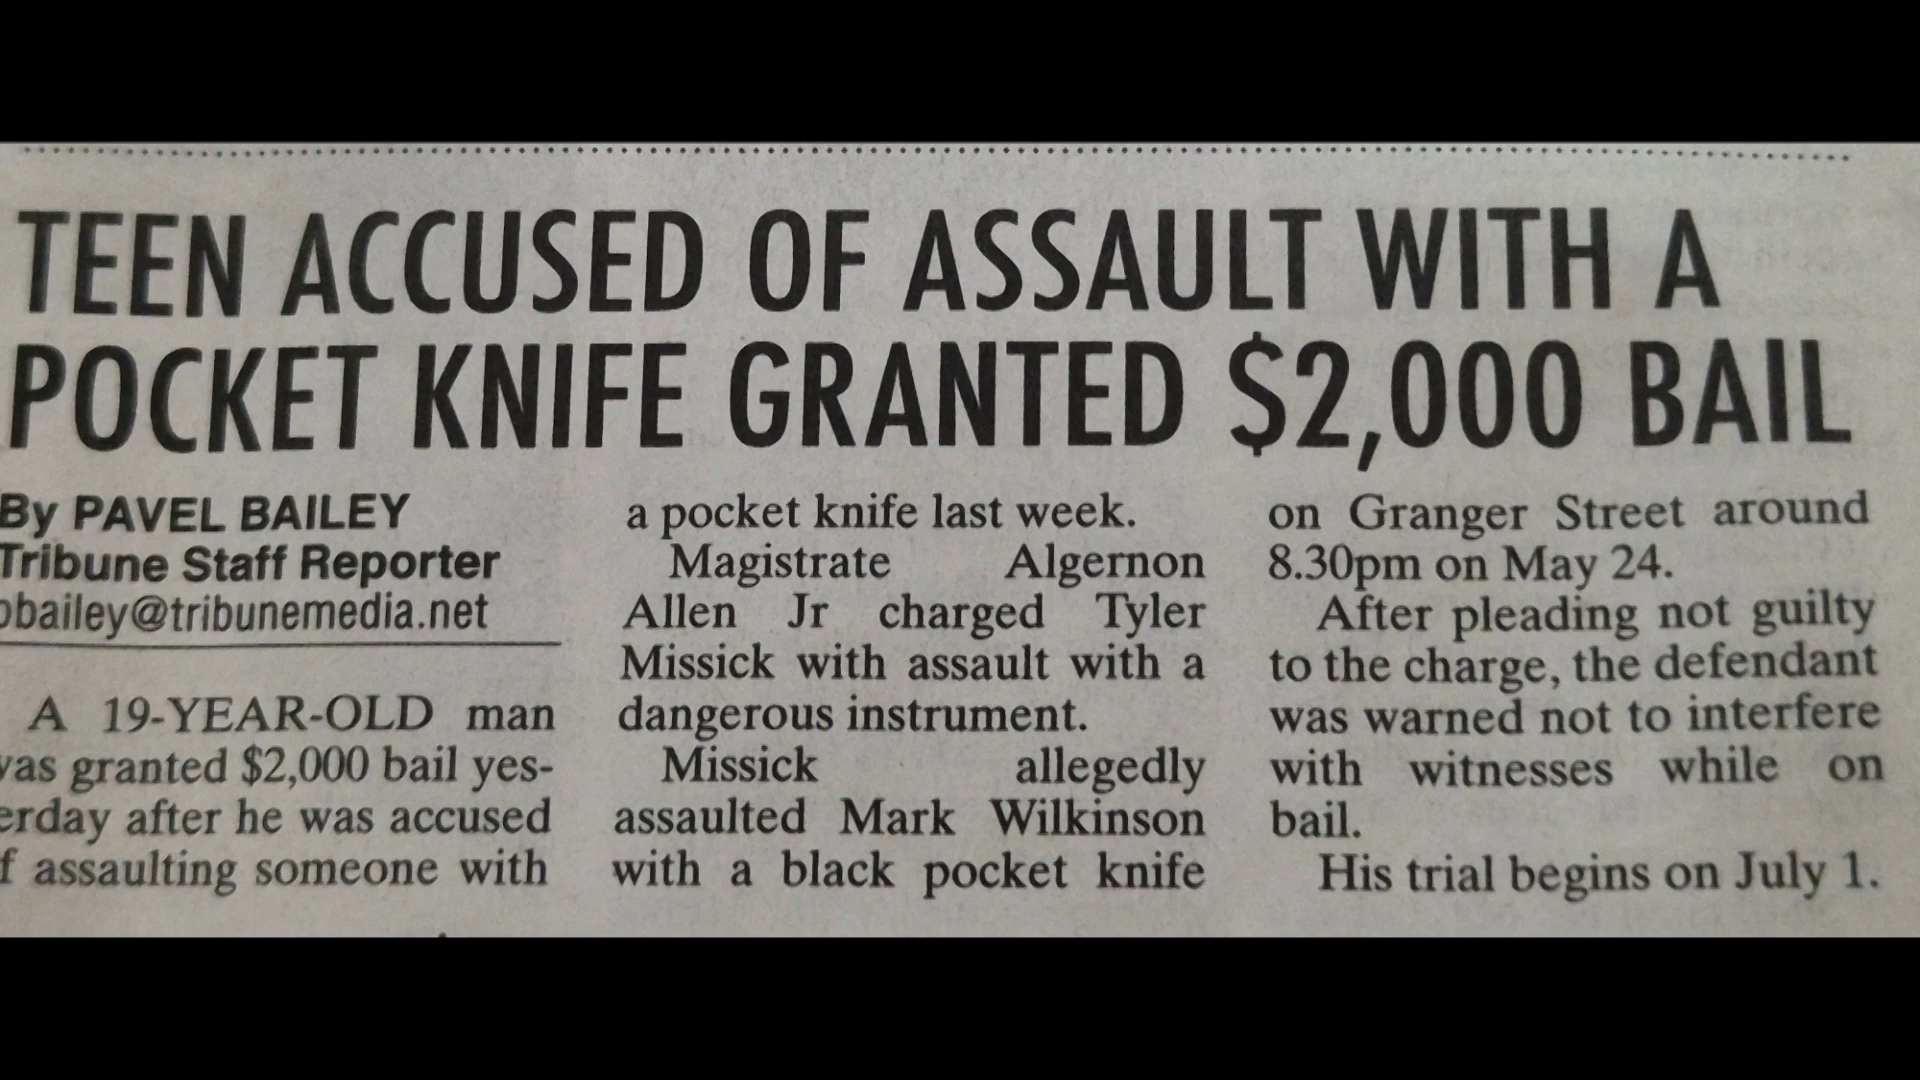 TEEN ACCUSED OF ASSAULT WITH A
POCKET KNIFE GRANTED $2,000 BAIL
By PAVEL BAILEY
Tribune Staff Reporter
pbailey@tribunemedia.net
A 19-YEAR-OLD man
was granted $2,000 bail yes-
erday after he was accused
f assaulting someone with
a pocket knife last week.
Magistrate Algernon
Allen Jr charged Tyler
Missick with assault with a
dangerous instrument.
Missick allegedly
assaulted Mark Wilkinson
with a black pocket knife
on Granger Street around
8.30pm on May 24.
After pleading not guilty
to the charge, the defendant
was warned not to interfere
with witnesses while on
bail.
His trial begins on July 1.